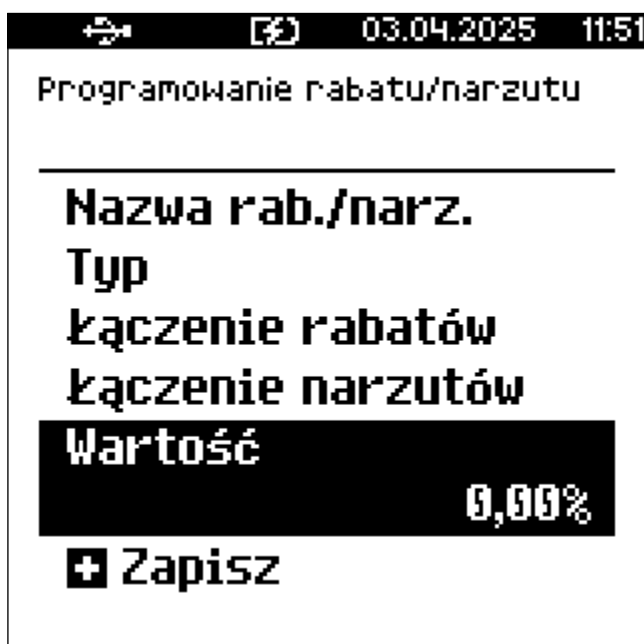 03.04.2025 11:51
Programowanie rabatu/narzutu
Nazwa rab./narz.
Typ
Łączenie rabatów
Łączenie narzutów
Wartość
0,00%
Zapisz